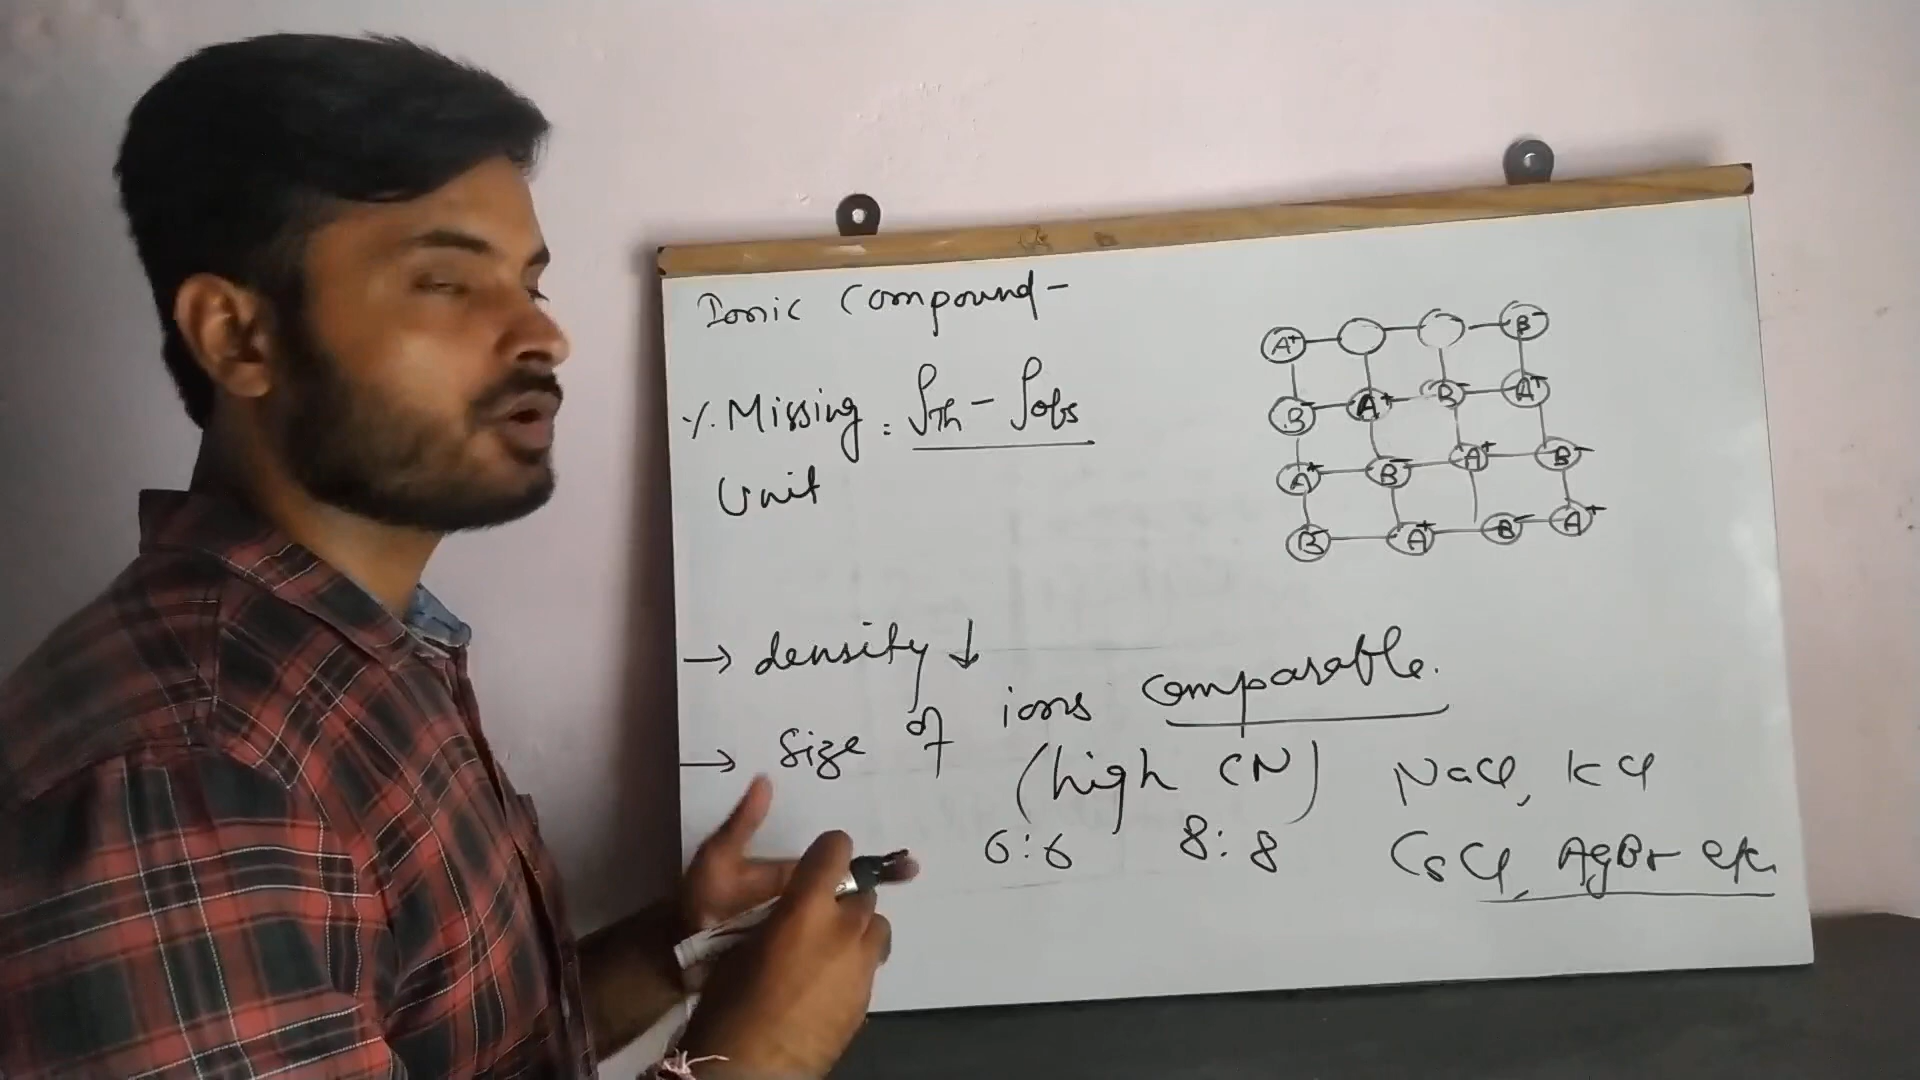 Ionic Compound-
% Missing = ρTh - ρobs
Unit
A⁺ B⁻
B⁻ A⁺ B⁻ A⁺
A⁺ B⁻ A⁺ B⁻
B A⁺ B⁻ A⁺
→ density ↓
→ Size of ions comparable.
(high CN) NaCl, KCl
6:6 8:8 CsCl, AgBr etc